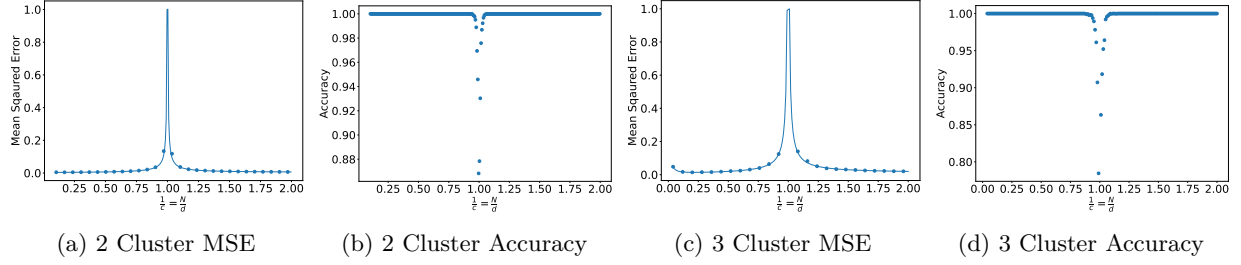 Mean Sqaured Error
1.0
0.8
0.6
0.4
0.2
0.0
0.25 0.50 0.75 1.00 1.25 1.50 1.75 2.00
1/c = N/d
(a) 2 Cluster MSE
Accuracy
1.00
0.98
0.96
0.94
0.92
0.90
0.88
0.25 0.50 0.75 1.00 1.25 1.50 1.75 2.00
1/c = N/d
(b) 2 Cluster Accuracy
Mean Sqaured Error
1.0
0.8
0.6
0.4
0.2
0.0
0.00 0.25 0.50 0.75 1.00 1.25 1.50 1.75 2.00
1/c = N/d
(c) 3 Cluster MSE
Accuracy
1.00
0.95
0.90
0.85
0.80
0.00 0.25 0.50 0.75 1.00 1.25 1.50 1.75 2.00
1/c = N/d
(d) 3 Cluster Accuracy